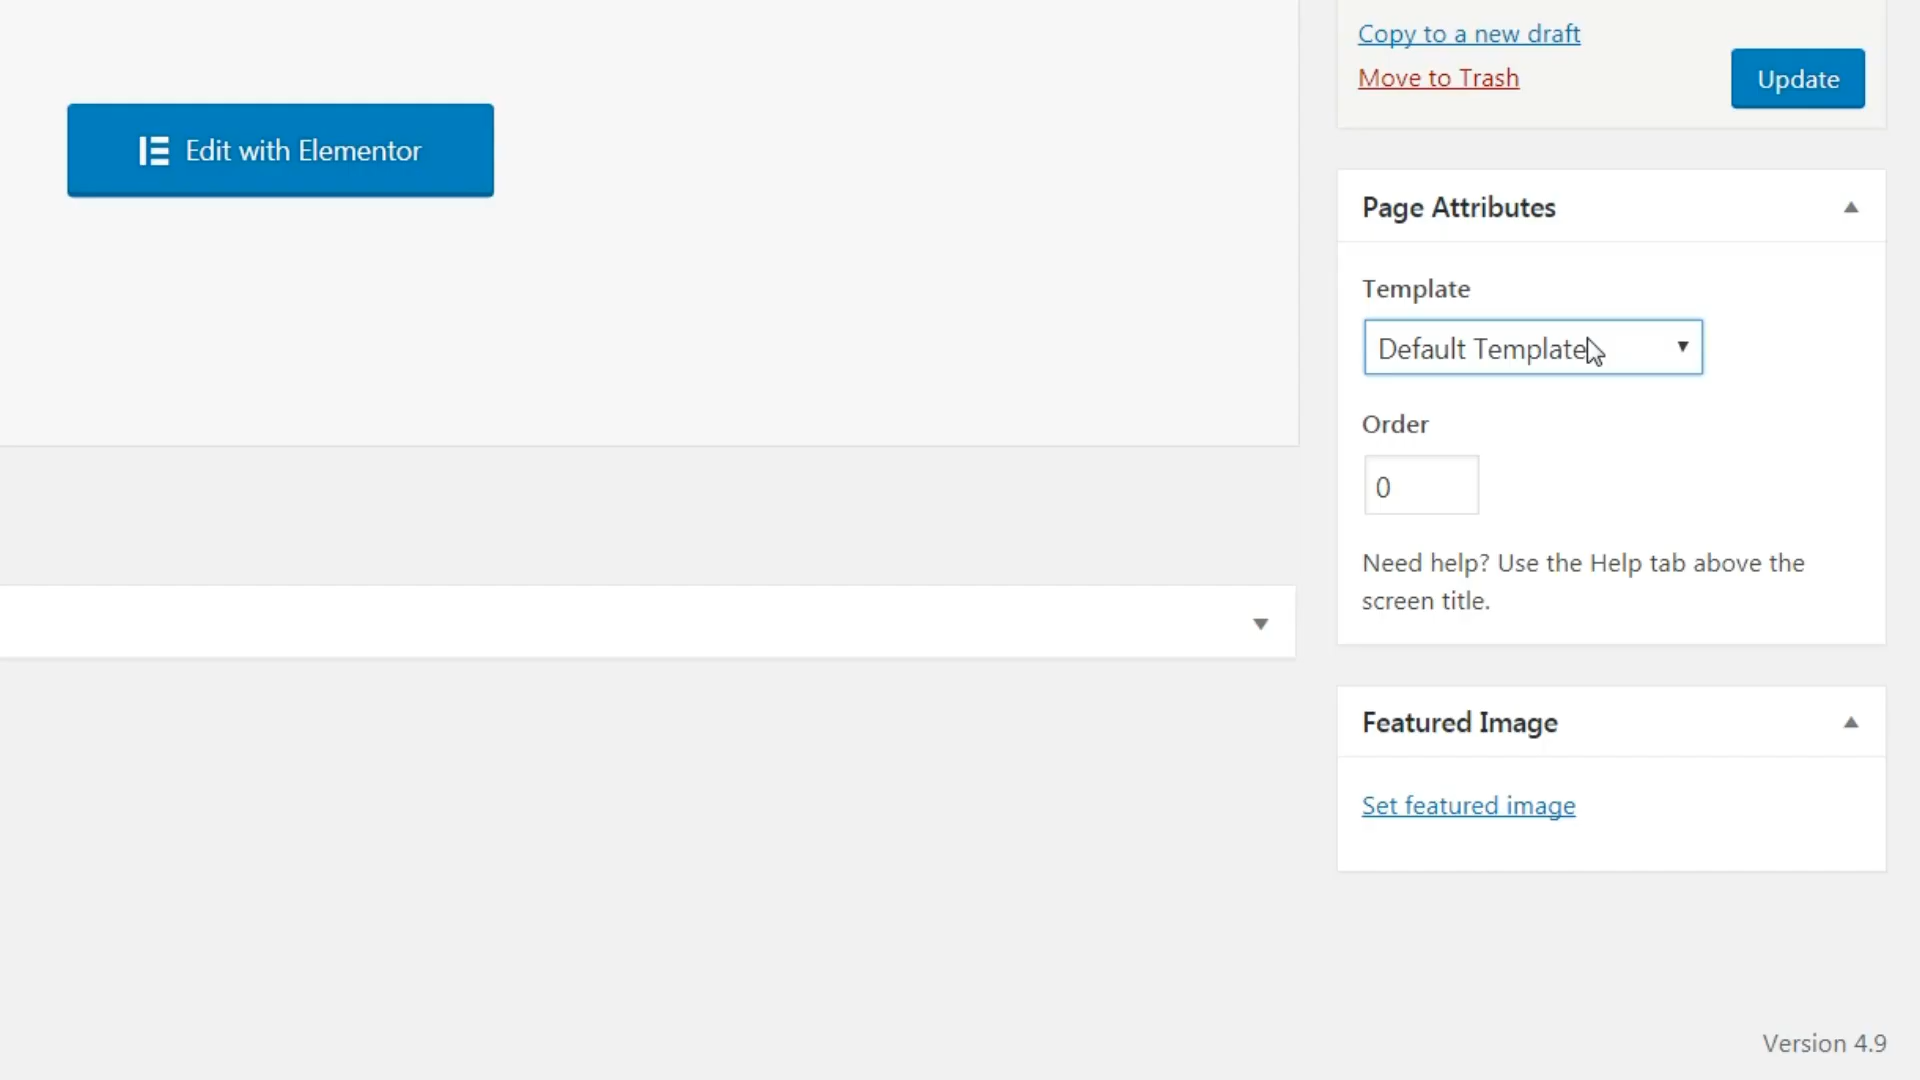 Copy to a new draft
Move to Trash
Update
Edit with Elementor
Page Attributes
Template
Default Template
Order
0
Need help? Use the Help tab above the
screen title.
Featured Image
Set featured image
Version 4.9